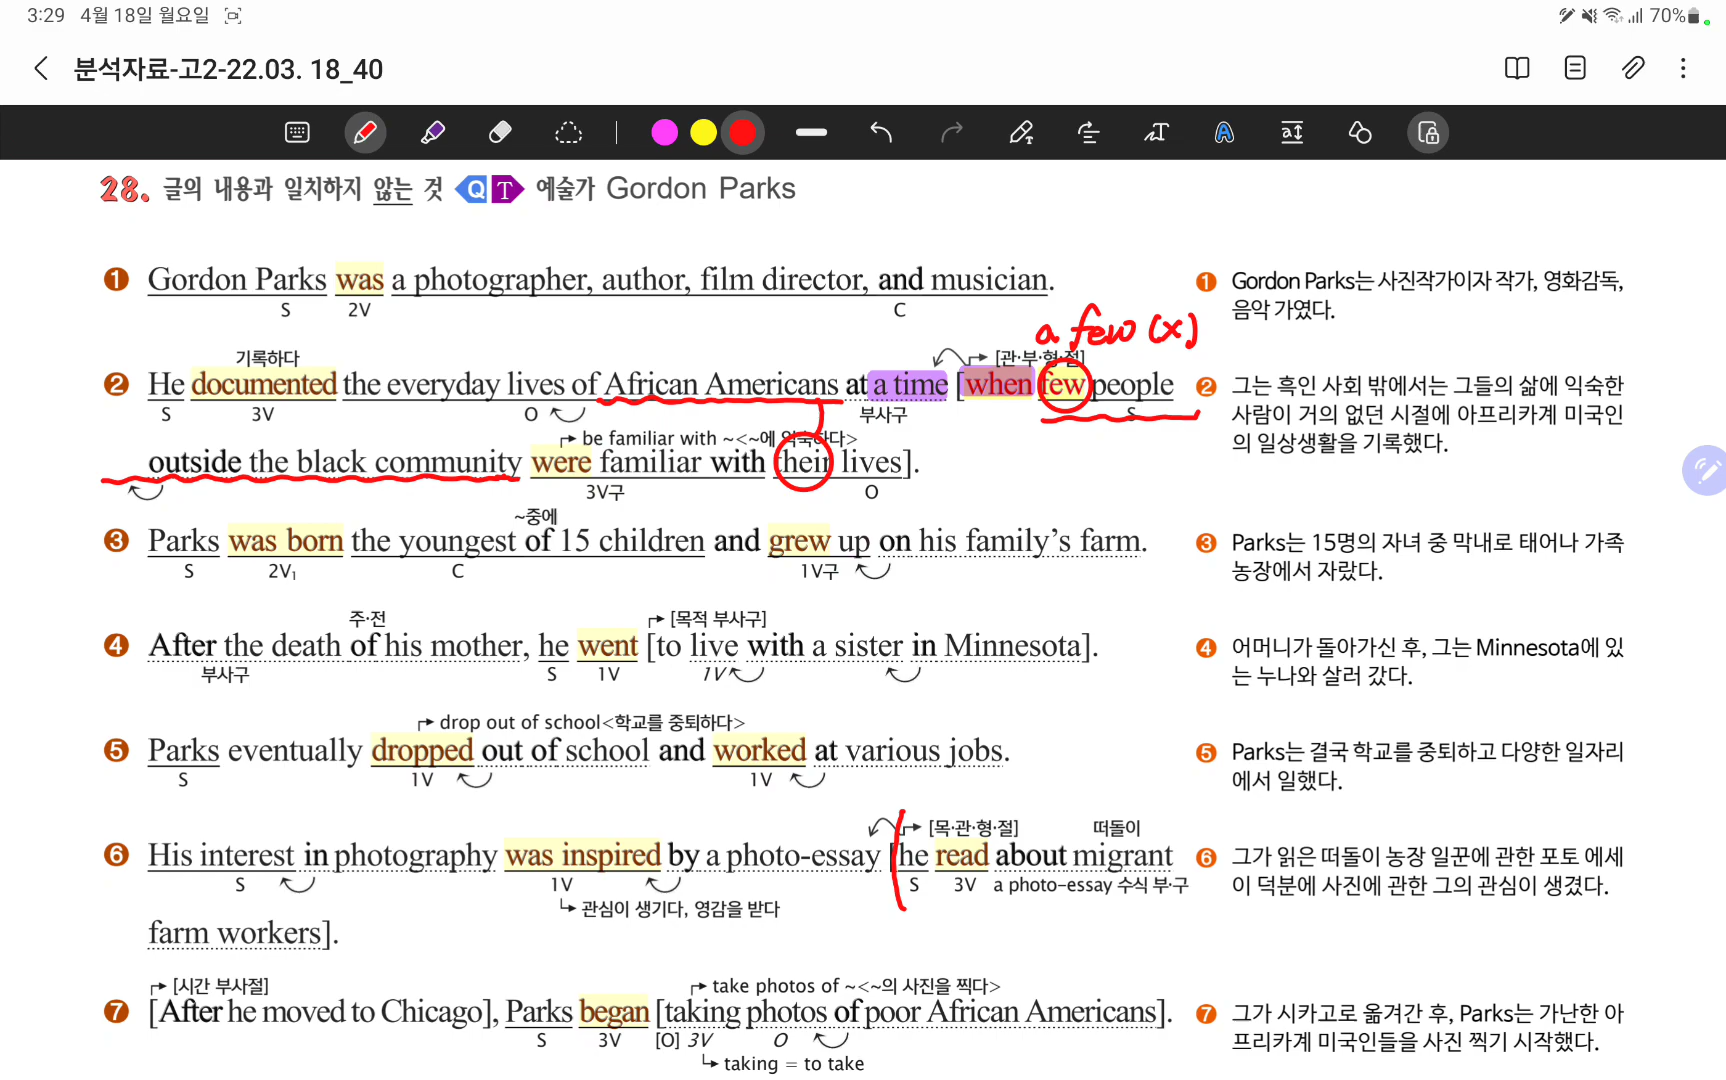 3:29 4월 18일 월요일 70%
분석자료-고2-22.03. 18_40
28. 글의 내용과 일치하지 않는 것 Q T 예술가 Gordon Parks
❶ Gordon Parks was a photographer, author, film director, and musician.
S 2V C
❶ Gordon Parks는 사진작가이자 작가, 영화감독,
음악 가였다.
a few (x)
기록하다 [관·부·형·절]
❷ He documented the everyday lives of African Americans at a time [when few people
S 3V O 부사구 S
be familiar with ~<~에 익숙하다>
outside the black community were familiar with their lives].
3V구 O
❷ 그는 흑인 사회 밖에서는 그들의 삶에 익숙한
사람이 거의 없던 시절에 아프리카계 미국인
의 일상생활을 기록했다.
~중에
❸ Parks was born the youngest of 15 children and grew up on his family's farm.
S 2V₁ C 1V구
❸ Parks는 15명의 자녀 중 막내로 태어나 가족
농장에서 자랐다.
주·전 [목적 부사구]
❹ After the death of his mother, he went [to live with a sister in Minnesota].
부사구 S 1V 1V
❹ 어머니가 돌아가신 후, 그는 Minnesota에 있
는 누나와 살러 갔다.
drop out of school<학교를 중퇴하다>
❺ Parks eventually dropped out of school and worked at various jobs.
S 1V 1V
❺ Parks는 결국 학교를 중퇴하고 다양한 일자리
에서 일했다.
[목·관·형·절] 떠돌이
❻ His interest in photography was inspired by a photo-essay [he read about migrant
S 1V S 3V a photo-essay 수식 부·구
관심이 생기다, 영감을 받다
farm workers].
❻ 그가 읽은 떠돌이 농장 일꾼에 관한 포토 에세
이 덕분에 사진에 관한 그의 관심이 생겼다.
[시간 부사절] take photos of ~<~의 사진을 찍다>
❼ [After he moved to Chicago], Parks began [taking photos of poor African Americans].
S 3V [O] 3V O
taking = to take
❼ 그가 시카고로 옮겨간 후, Parks는 가난한 아
프리카계 미국인들을 사진 찍기 시작했다.